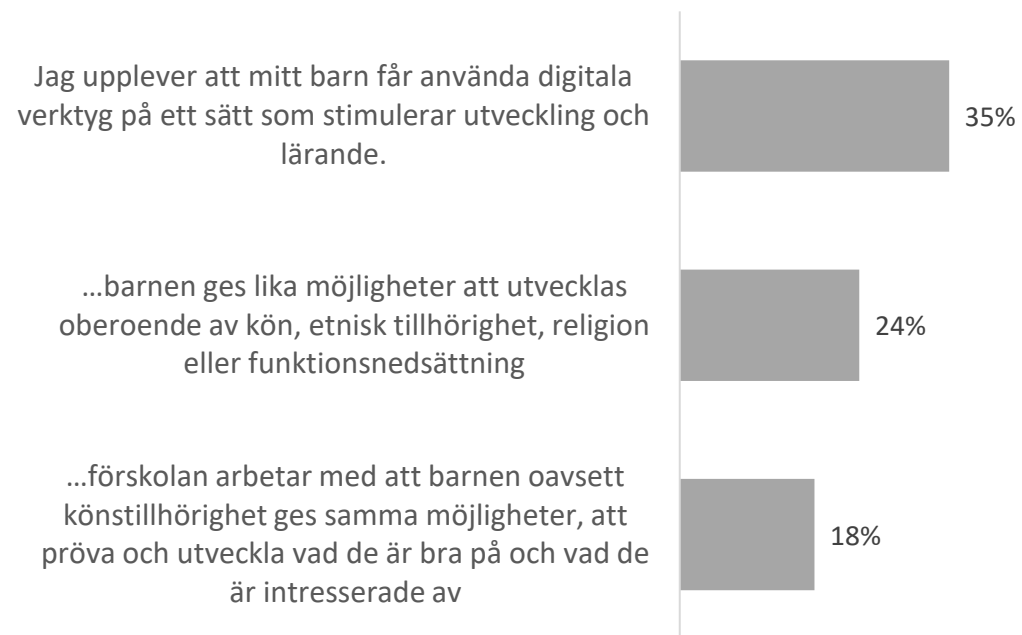 Jag upplever att mitt barn får använda digitala
verktyg på ett sätt som stimulerar utveckling och
lärande.
35%
...barnen ges lika möjligheter att utvecklas
oberoende av kön, etnisk tillhörighet, religion
eller funktionsnedsättning
24%
...förskolan arbetar med att barnen oavsett
könstillhörighet ges samma möjligheter, att
pröva och utveckla vad de är bra på och vad de
är intresserade av
18%